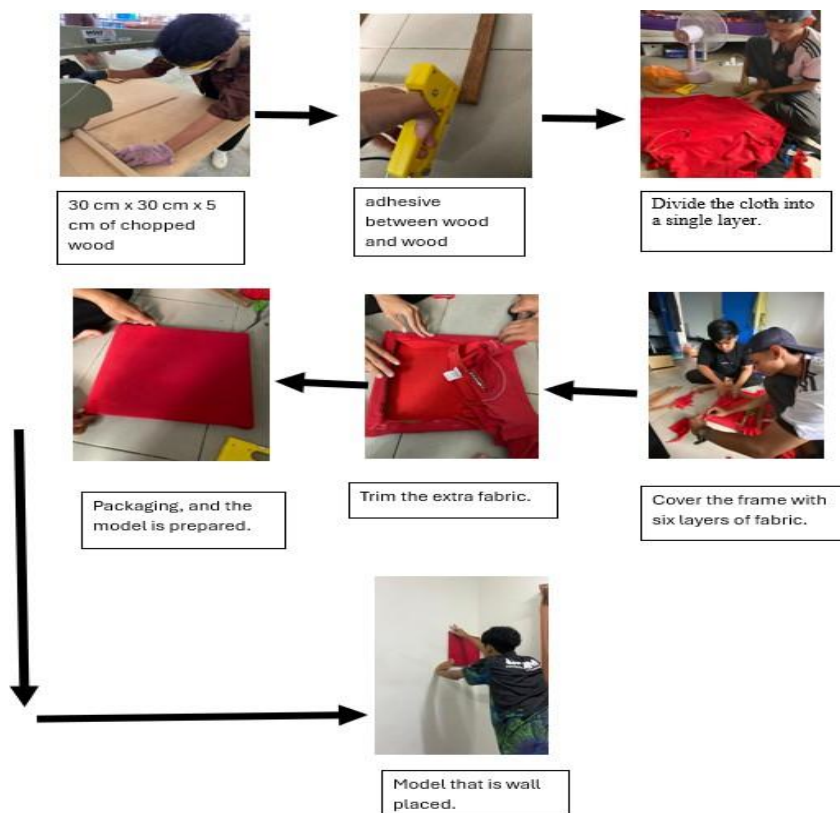 30 cm x 30 cm x 5
cm of chopped
wood
adhesive
between wood
and wood
Divide the cloth into
a single layer.
Packaging, and the
model is prepared.
Trim the extra fabric.
Cover the frame with
six layers of fabric.
Model that is wall
placed.